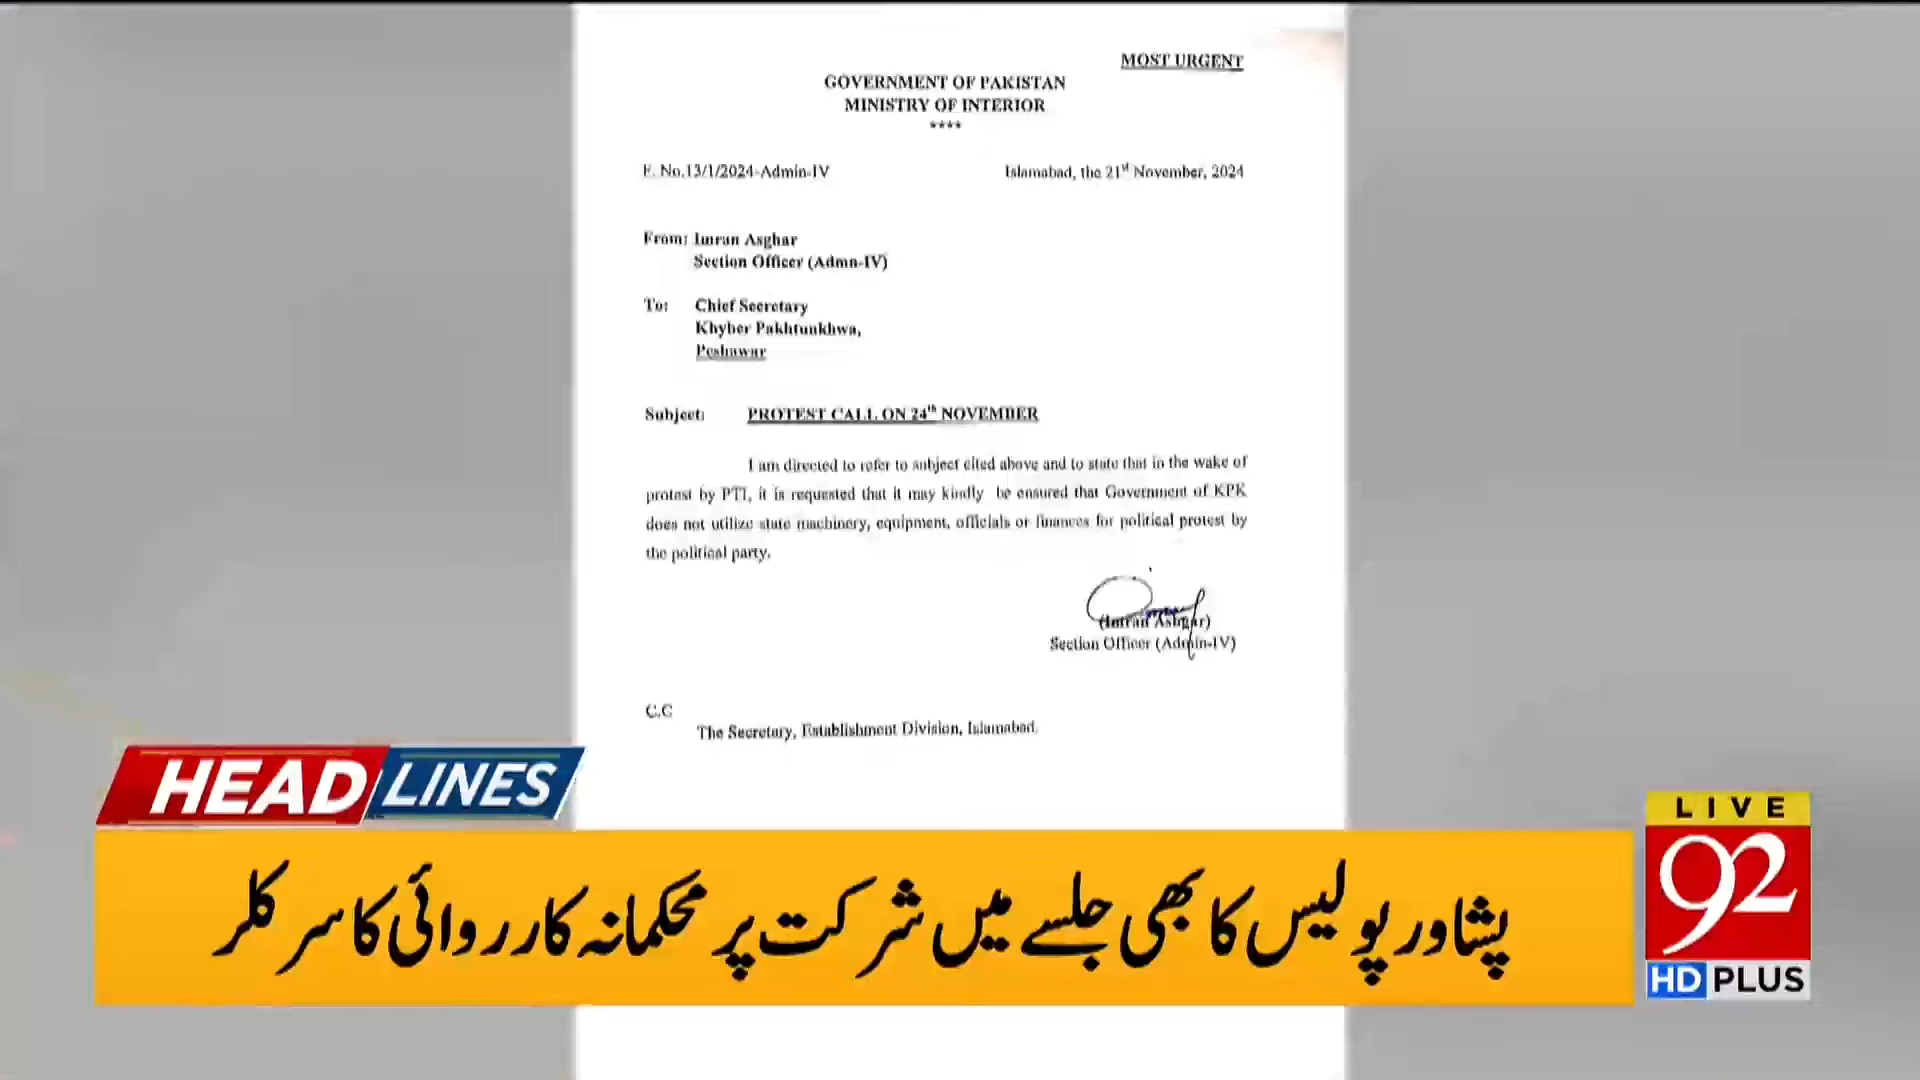 MOST URGENT
GOVERNMENT OF PAKISTAN
MINISTRY OF INTERIOR
****
F. No.13/1/2024-Admin-IV
Islamabad, the 21st November, 2024
From: Imran Asghar
Section Officer (Admn-IV)
To: Chief Secretary
Khyber Pakhtunkhwa,
Peshawar
Subject: PROTEST CALL ON 24th NOVEMBER
I am directed to refer to subject cited above and to state that in the wake of
protest by PTI, it is requested that it may kindly be ensured that Government of KPK
does not utilize state machinery, equipment, officials or finances for political protest by
the political party.
(Imran Ashgar)
Section Officer (Admin-IV)
C.C
The Secretary, Establishment Division, Islamabad.
HEADLINES
پشاور پولیس کا بھی جلسے میں شرکت پر محکمانہ کارروائی کا سرکلر
LIVE
92
HD PLUS